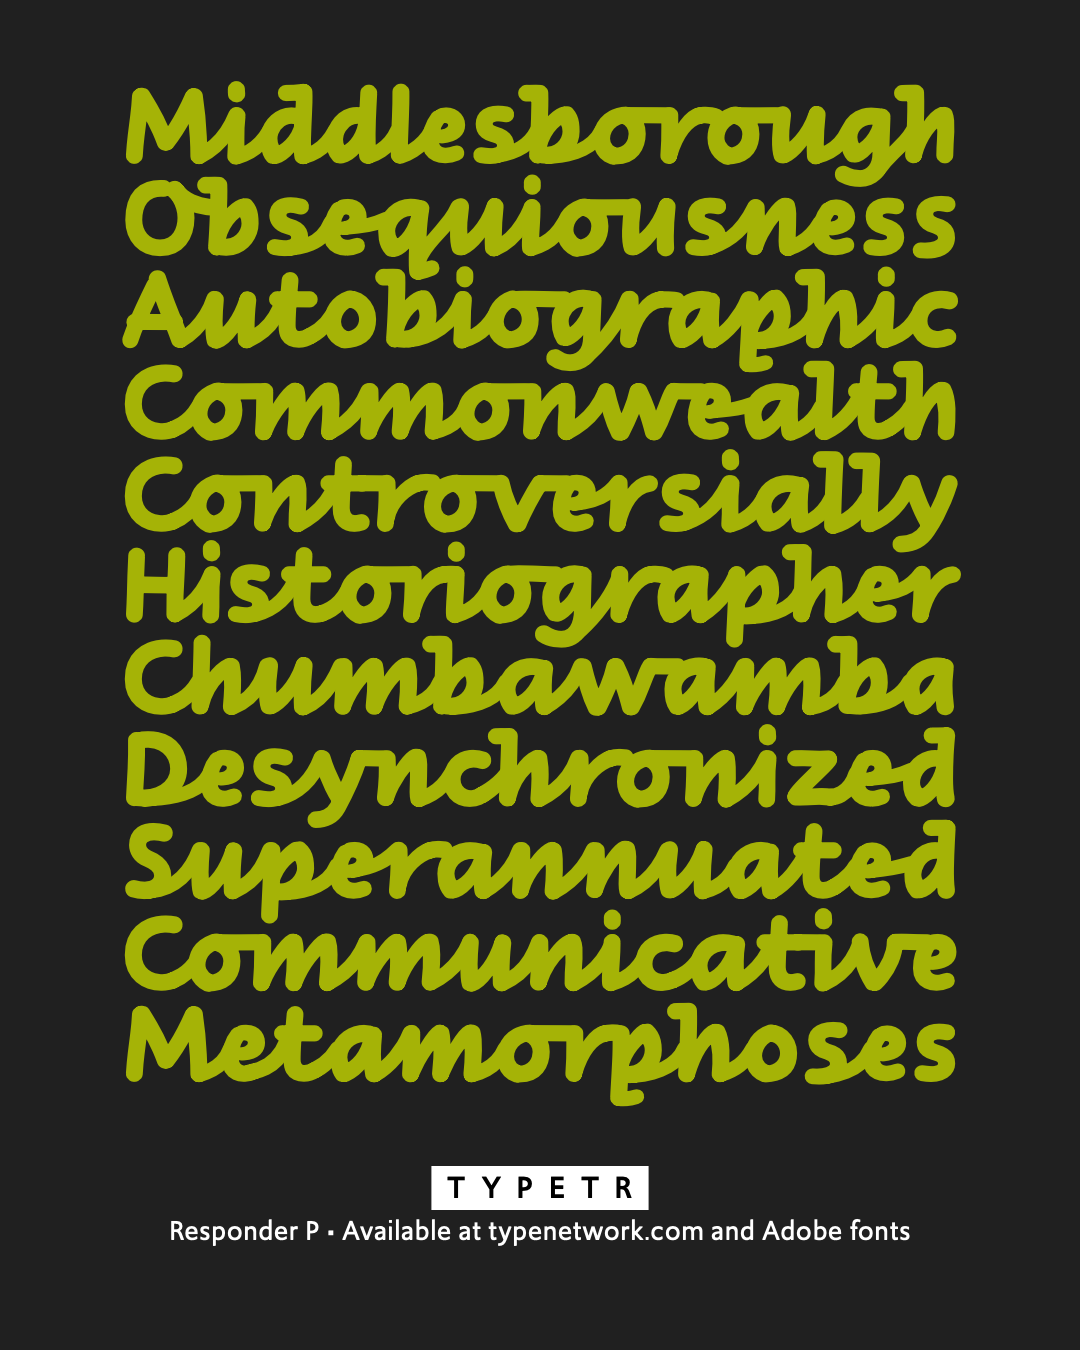 Middlesborough
Obsequiousness
Autobiographic
Commonwealth
Controversially
Historiographer
Chumbawamba
Desynchronized
Superannuated
Communicative
Metamorphoses
TYPETR
Responder P • Available at typenetwork.com and Adobe fonts